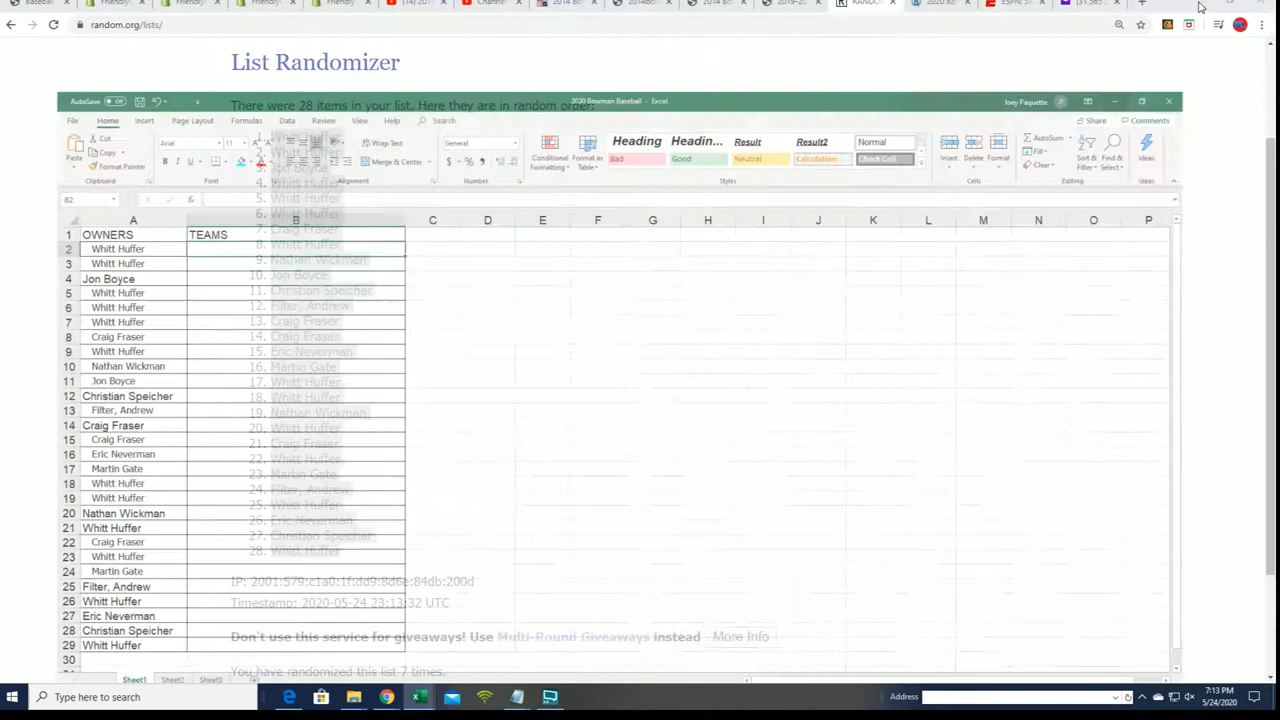 random.org/lists/
List Randomizer
There were 28 items in your list. Here they are in random order:
AutoSave Off
2020 Bowman Baseball - Excel
Joey Paquette
File Home Insert Page Layout Formulas Data Review View Help Search Share Comments
Cut
Copy
Format Painter
Paste
Clipboard
Arial 11
Font
Wrap Text
Merge & Center
Alignment
General
Number
Conditional Formatting
Format as Table
Heading Headin... Result Result2 Normal
Bad Good Neutral Calculation Check Cell
Styles
Insert Delete Format
Cells
AutoSum
Fill
Clear
Sort & Filter
Find & Select
Editing
Ideas
Ideas
B2
A B C D E F G H I J K L M N O P
1 OWNERS TEAMS
2 Whitt Huffer
3 Whitt Huffer
4 Jon Boyce
5 Whitt Huffer
6 Whitt Huffer
7 Whitt Huffer
8 Craig Fraser
9 Whitt Huffer
10 Nathan Wickman
11 Jon Boyce
12 Christian Speicher
13 Filter, Andrew
14 Craig Fraser
15 Craig Fraser
16 Eric Neverman
17 Martin Gate
18 Whitt Huffer
19 Whitt Huffer
20 Nathan Wickman
21 Whitt Huffer
22 Craig Fraser
23 Whitt Huffer
24 Martin Gate
25 Filter, Andrew
26 Whitt Huffer
27 Eric Neverman
28 Christian Speicher
29 Whitt Huffer
30
1. Whitt Huffer
3. Jon Boyce
4. Whitt Huffer
5. Whitt Huffer
6. Whitt Huffer
7. Craig Fraser
8. Whitt Huffer
9. Nathan Wickman
10. Jon Boyce
11. Christian Speicher
12. Filter, Andrew
13. Craig Fraser
14. Craig Fraser
15. Eric Neverman
16. Martin Gate
17. Whitt Huffer
18. Whitt Huffer
19. Nathan Wickman
20. Whitt Huffer
21. Craig Fraser
22. Whitt Huffer
23. Martin Gate
24. Filter, Andrew
25. Whitt Huffer
26. Eric Neverman
27. Christian Speicher
28. Whitt Huffer
IP: 2001:579:c1a0:1f:dd9:8d6e:84db:200d
Timestamp: 2020-05-24 23:13:32 UTC
Don't use this service for giveaways! Use Multi-Round Giveaways instead More Info
You have randomized this list 7 times.
Sheet1 Sheet2 Sheet3
Type here to search
Address
7:13 PM
5/24/2020